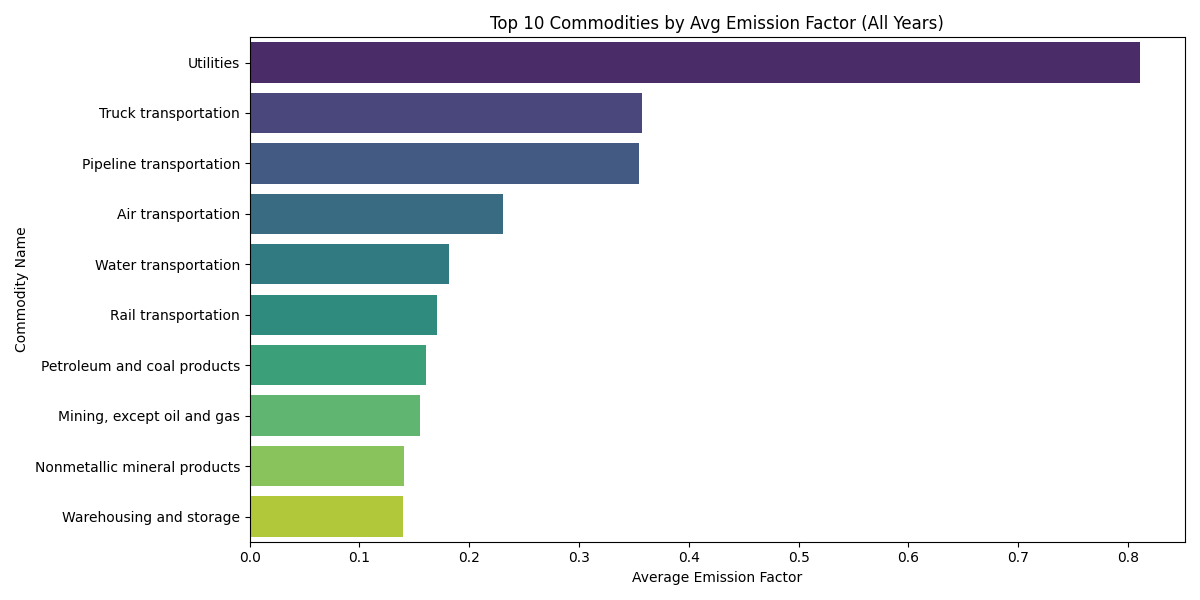 Top 10 Commodities by Avg Emission Factor (All Years)
Commodity Name
Utilities
Truck transportation
Pipeline transportation
Air transportation
Water transportation
Rail transportation
Petroleum and coal products
Mining, except oil and gas
Nonmetallic mineral products
Warehousing and storage
0.0 0.1 0.2 0.3 0.4 0.5 0.6 0.7 0.8
Average Emission Factor